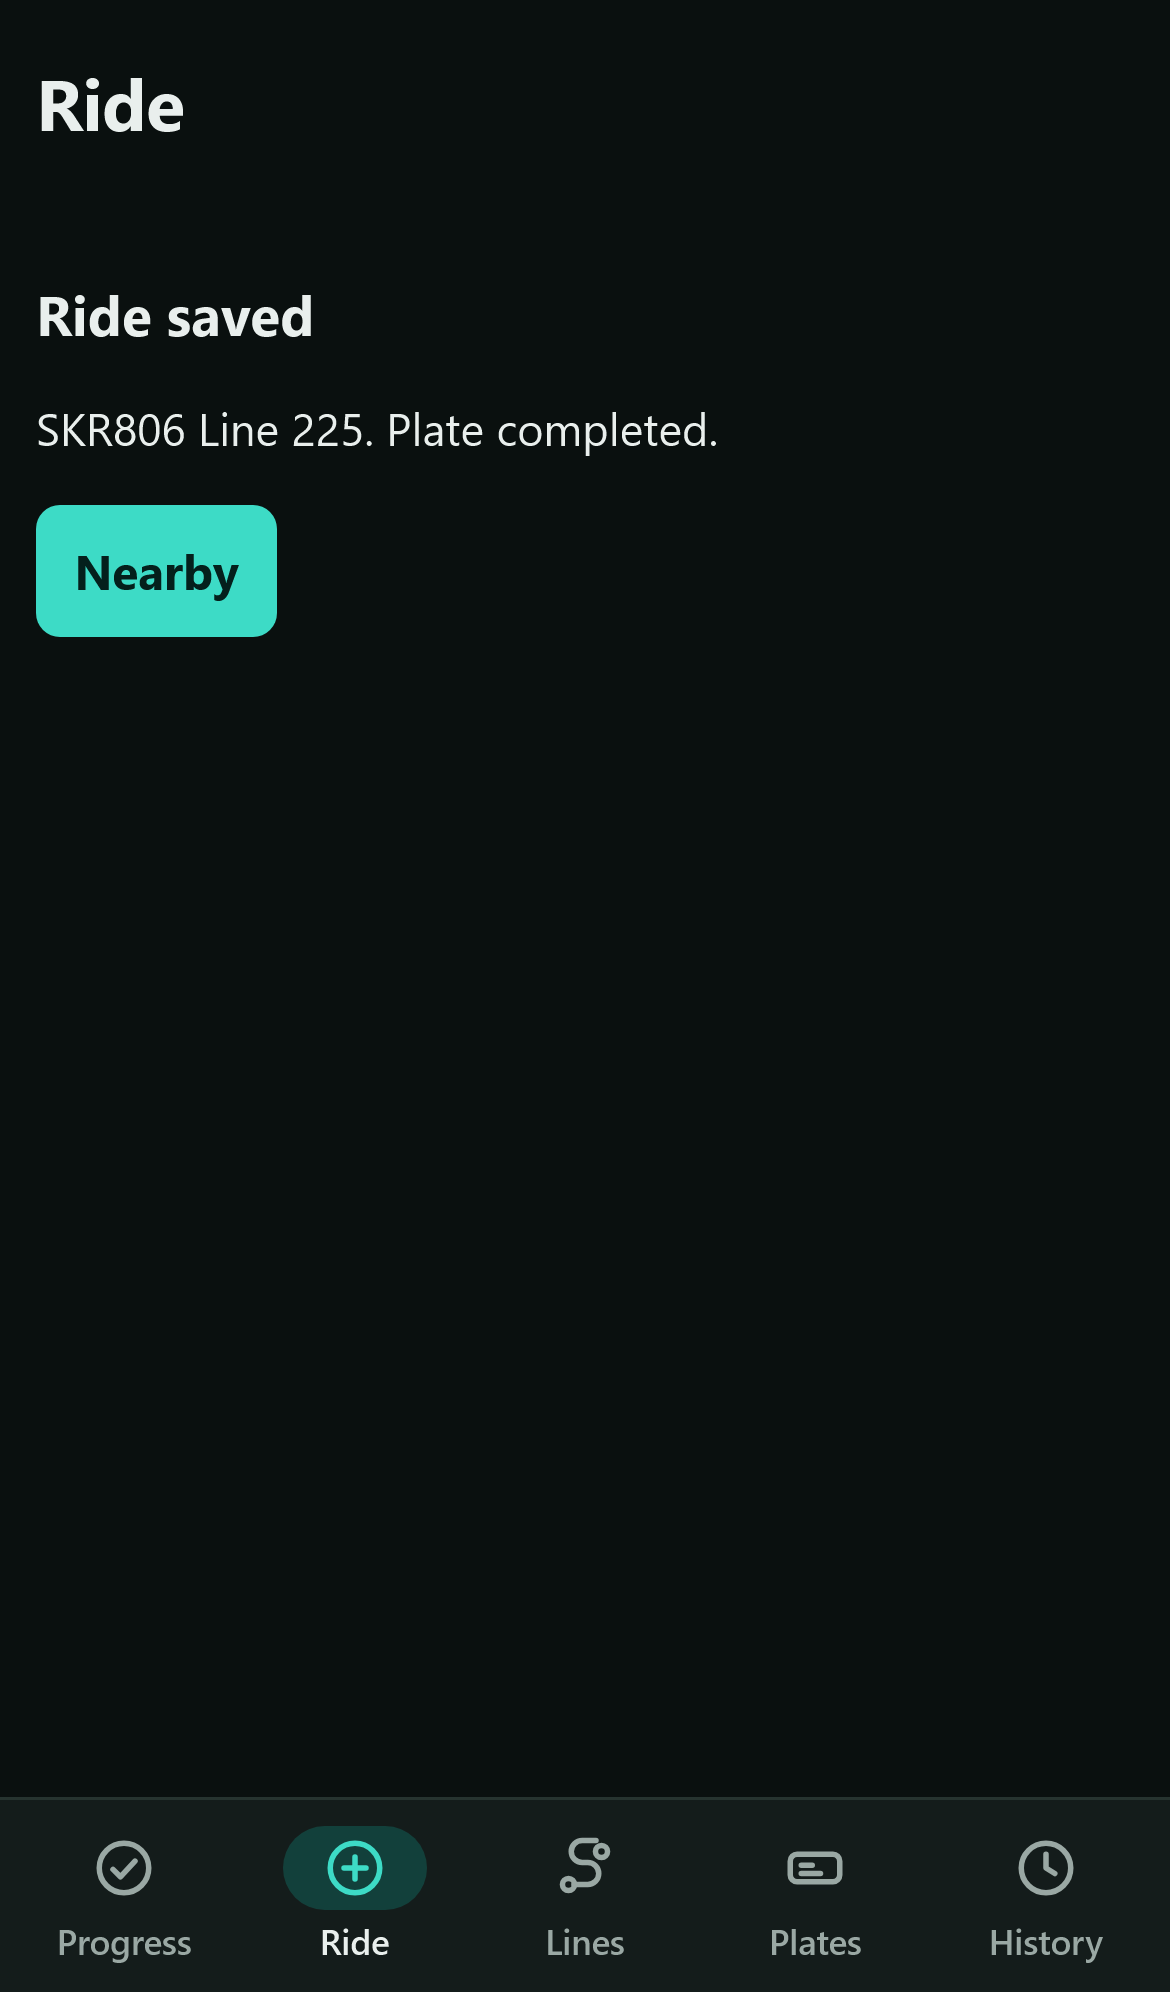 Ride
Ride saved
SKR806 Line 225. Plate completed.
Nearby
Progress
Ride
Lines
Plates
History